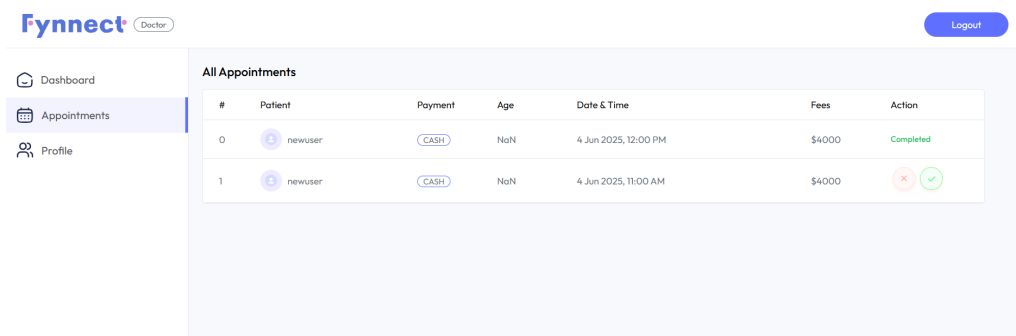 Fynnect Doctor Logout
Dashboard
Appointments
Profile
All Appointments
# Patient Payment Age Date & Time Fees Action
0 newuser CASH NaN 4 Jun 2025, 12:00 PM $4000 Completed
1 newuser CASH NaN 4 Jun 2025, 11:00 AM $4000